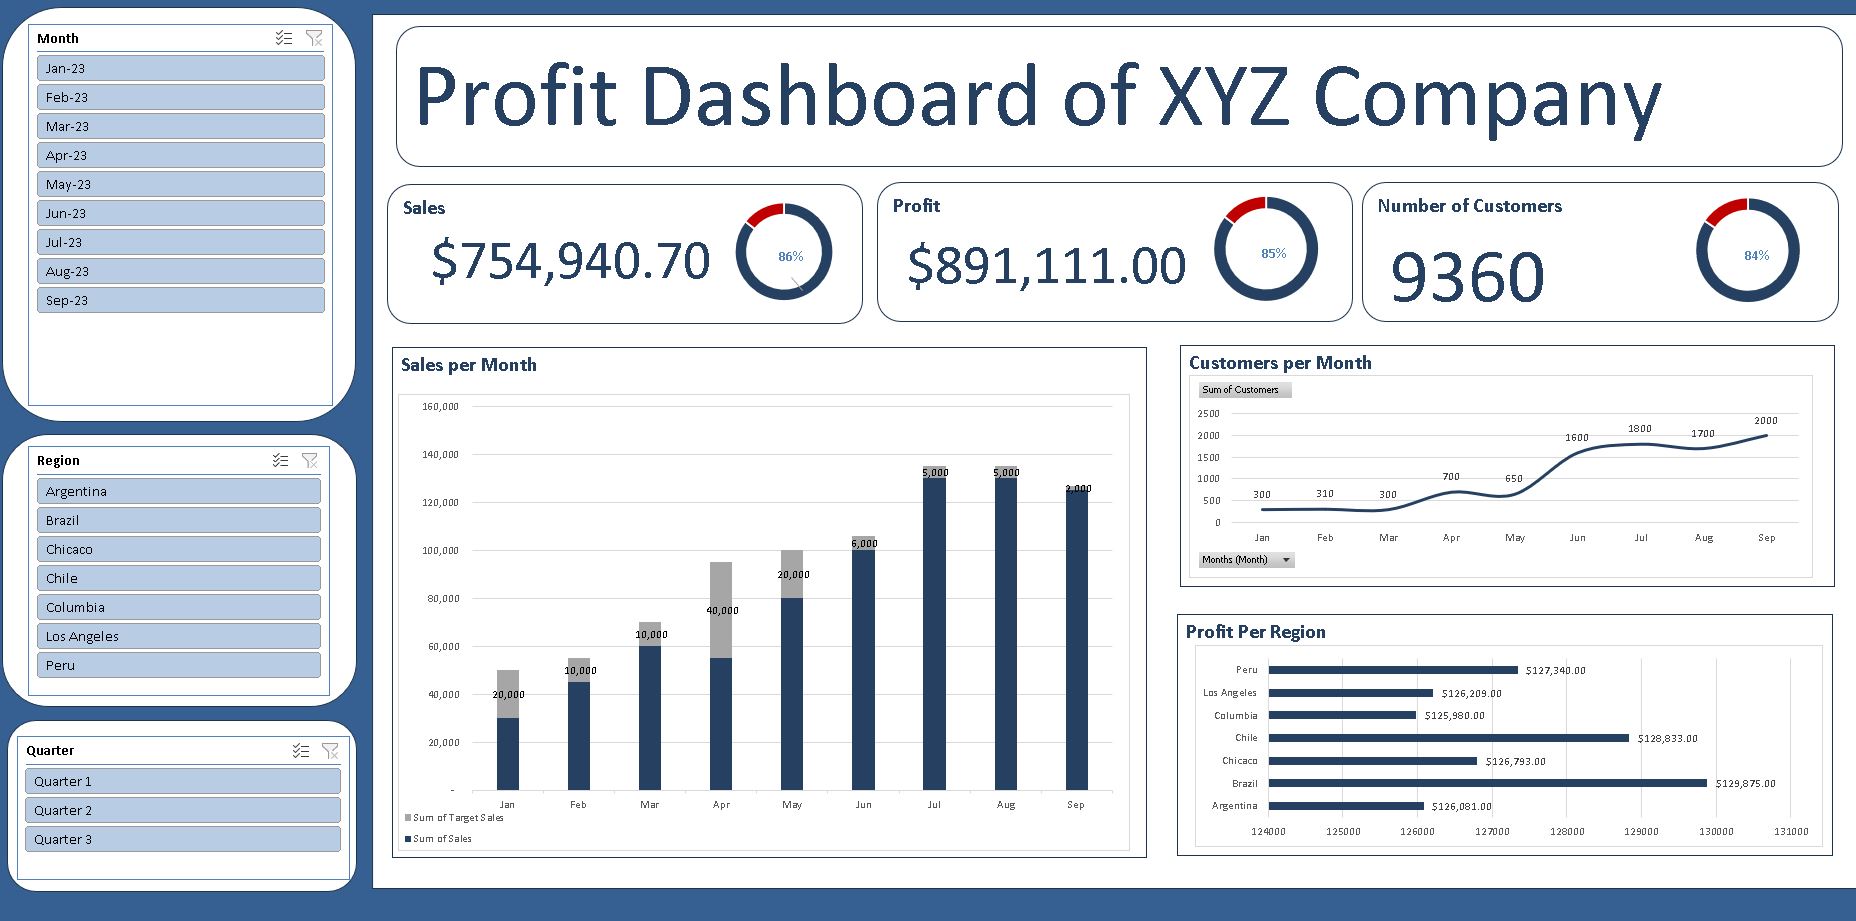 Month
Jan-23
Feb-23
Mar-23
Apr-23
May-23
Jun-23
Jul-23
Aug-23
Sep-23
Region
Argentina
Brazil
Chicaco
Chile
Columbia
Los Angeles
Peru
Quarter
Quarter 1
Quarter 2
Quarter 3
Profit Dashboard of XYZ Company
Sales
$754,940.70
86%
Profit
$891,111.00
85%
Number of Customers
9360
84%
Sales per Month
160,000
140,000
120,000
100,000
80,000
60,000
40,000
20,000
-
20,000
10,000
10,000
40,000
20,000
6,000
5,000
5,000
2,000
Jan Feb Mar Apr May Jun Jul Aug Sep
Sum of Target Sales
Sum of Sales
Customers per Month
Sum of Customers
2500
2000
1500
1000
500
0
300 310 300 700 650 1600 1800 1700 2000
Jan Feb Mar Apr May Jun Jul Aug Sep
Months (Month)
Profit Per Region
Peru $127,340.00
Los Angeles $126,209.00
Columbia $125,980.00
Chile $128,833.00
Chicaco $126,793.00
Brazil $129,875.00
Argentina $126,081.00
124000 125000 126000 127000 128000 129000 130000 131000